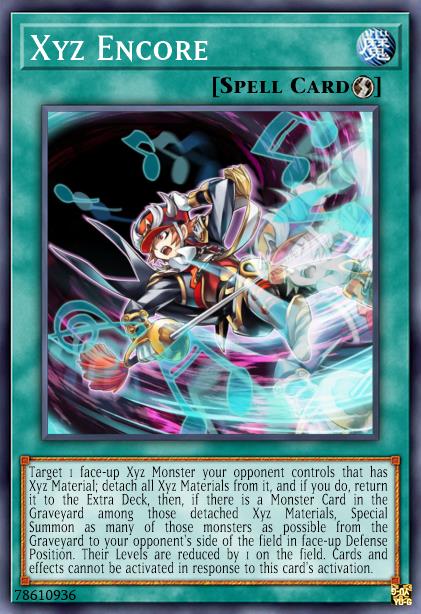 Xyz Encore
魔
[Spell Card]
Target 1 face-up Xyz Monster your opponent controls that has
Xyz Material; detach all Xyz Materials from it, and if you do, return
it to the Extra Deck, then, if there is a Monster Card in the
Graveyard among those detached Xyz Materials, Special
Summon as many of those monsters as possible from the
Graveyard to your opponent's side of the field in face-up Defense
Position. Their Levels are reduced by 1 on the field. Cards and
effects cannot be activated in response to this card's activation.
78610936